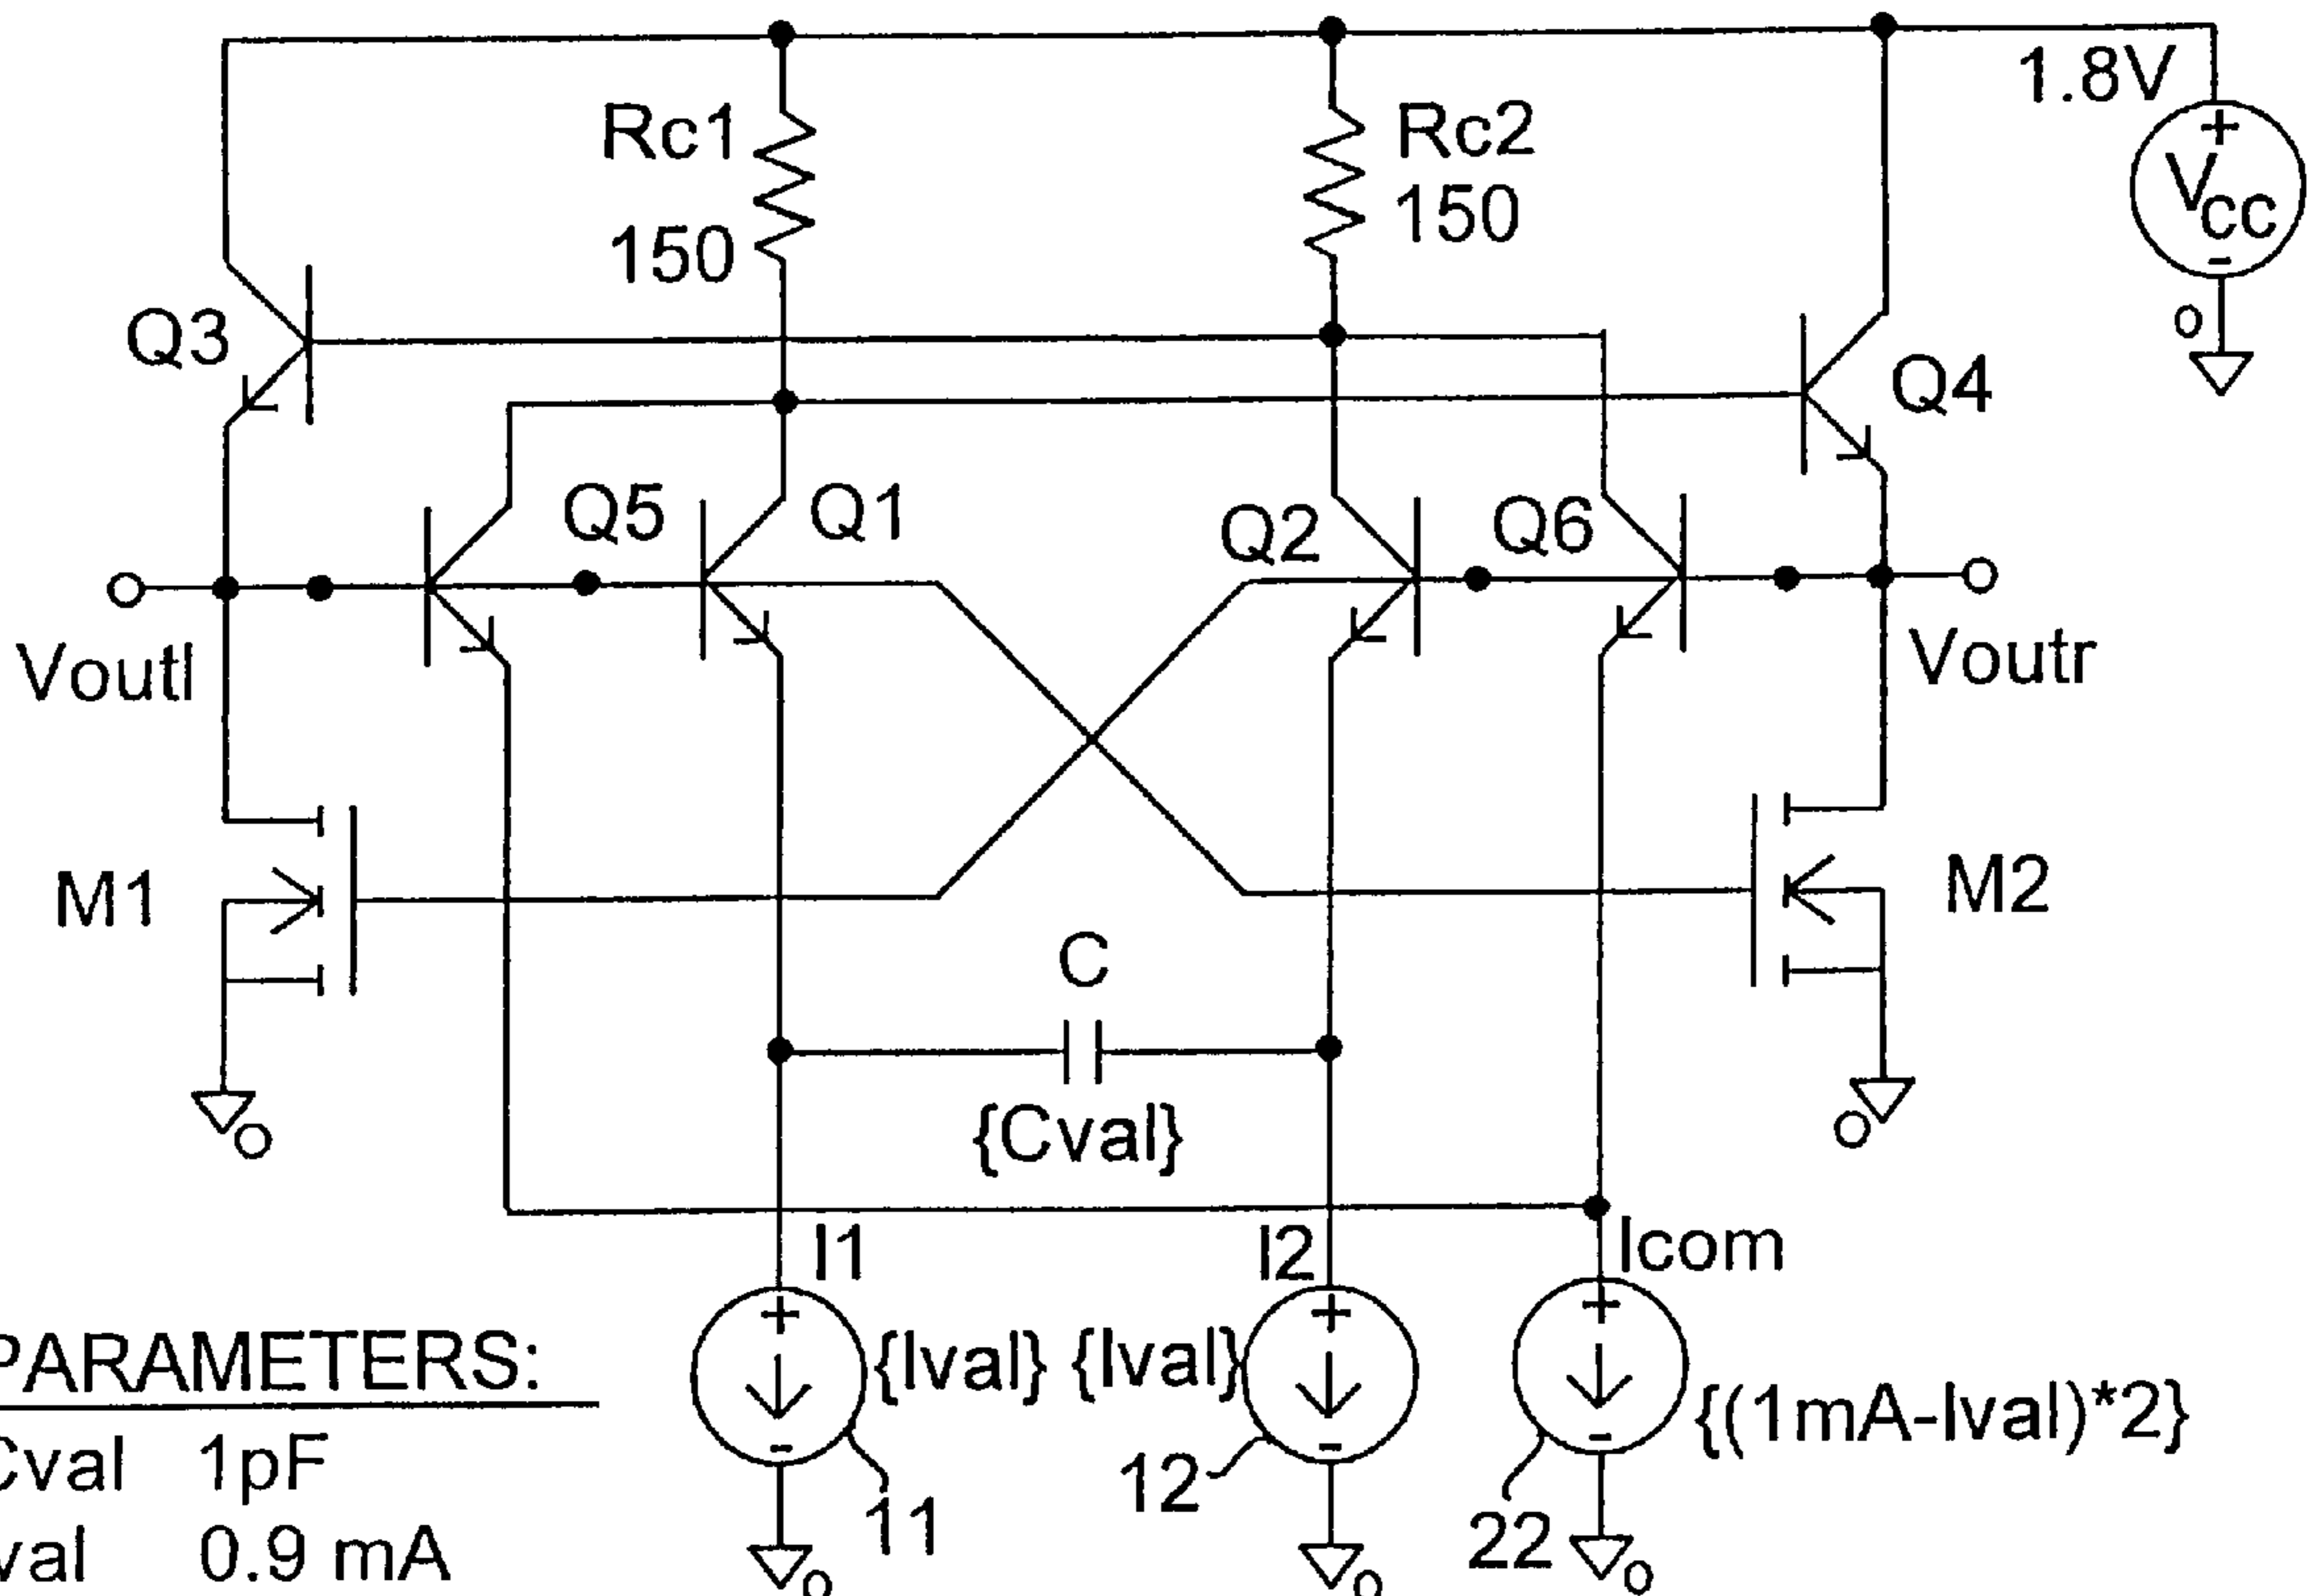 1.8V
Rc1
150
Rc2
150
Vcc
Q3
Q4
Q5
Q1
Q2
Q6
Voutl
Voutr
M1
M2
C
{Cval}
I1
I2
Icom
{Ival}
{Ival}
{(1mA-Ival)*2}
11
12
22
PARAMETERS:
Cval 1pF
val 0.9 mA